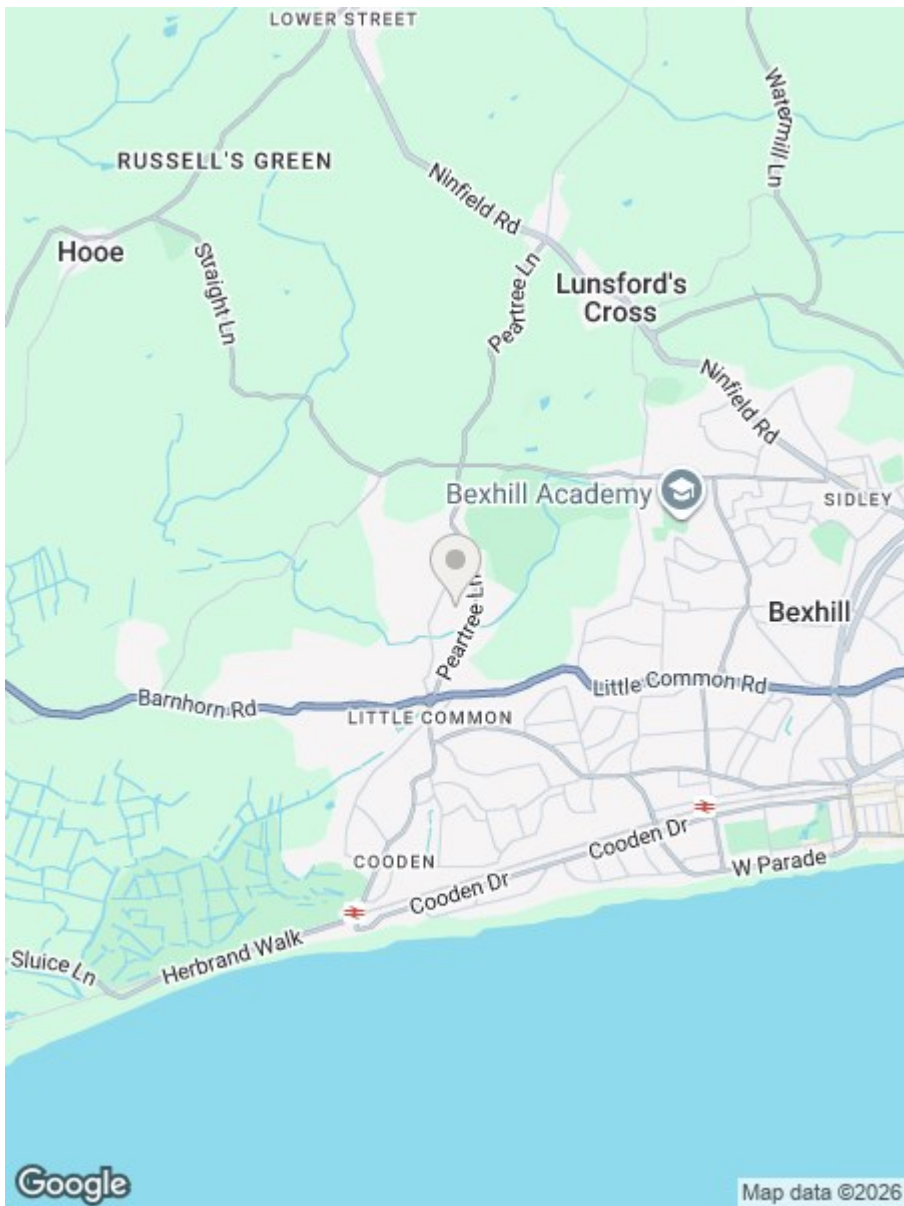 LOWER STREET
Watermill Ln
RUSSELL'S GREEN
Ninfield Rd
Hooe
Straight Ln
Peartree Ln
Lunsford's
Cross
Ninfield Rd
Bexhill Academy
SIDLEY
Peartree Ln
Bexhill
Barnhorn Rd
Little Common Rd
LITTLE COMMON
COODEN
Cooden Dr
Cooden Dr
W Parade
Herbrand Walk
Sluice Ln
Google
Map data ©2026